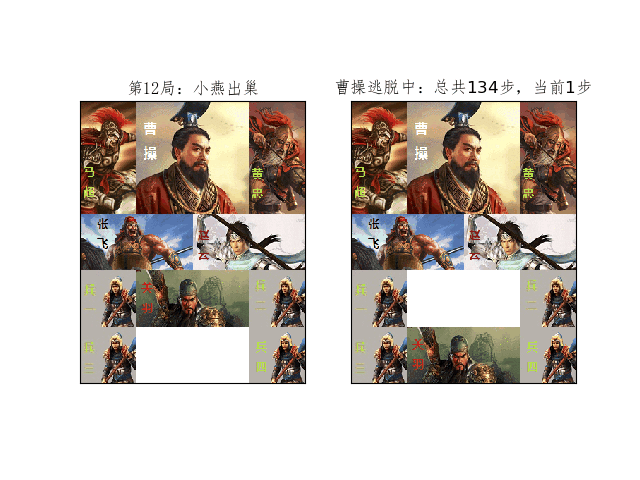 第12局：小燕出巢
曹操逃脱中：总共134步，当前1步
曹操
马超
黄忠
张飞
赵云
兵一
关羽
兵二
兵三
兵四
曹操
马超
黄忠
张飞
赵云
兵一
兵二
兵三
关羽
兵四